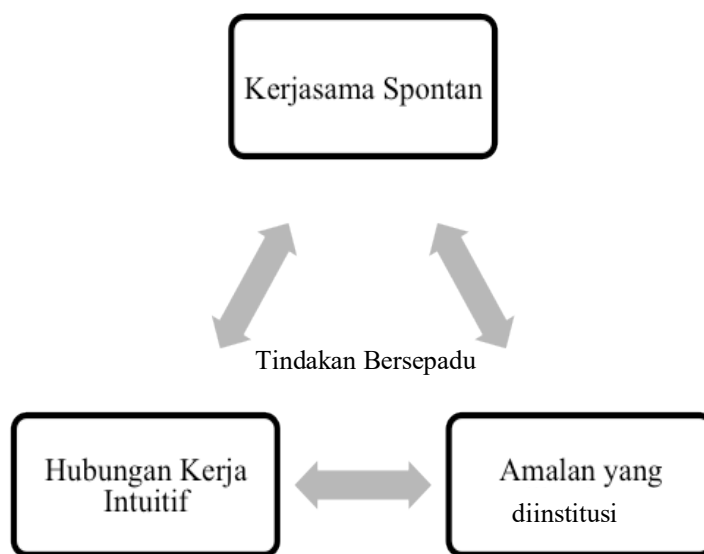 Kerjasama Spontan
Tindakan Bersepadu
Hubungan Kerja
Intuitif
Amalan yang
diinstitusi